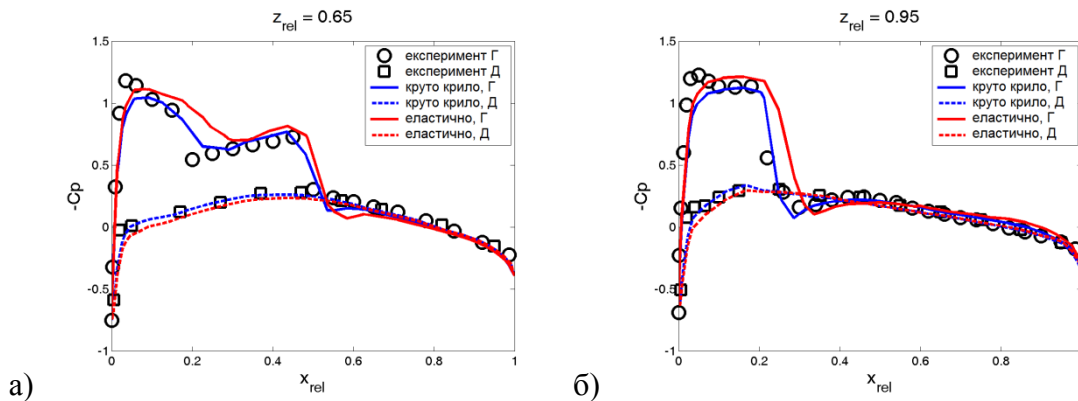 z_rel = 0.65
1.5
1
0.5
0
-0.5
-1
-Cp
експеримент Г
експеримент Д
круто крило, Г
круто крило, Д
еластично, Г
еластично, Д
0 0.2 0.4 0.6 0.8 1
x_rel
а)
z_rel = 0.95
1.5
1
0.5
0
-0.5
-1
-Cp
експеримент Г
експеримент Д
круто крило, Г
круто крило, Д
еластично, Г
еластично, Д
0 0.2 0.4 0.6 0.8
x_rel
б)